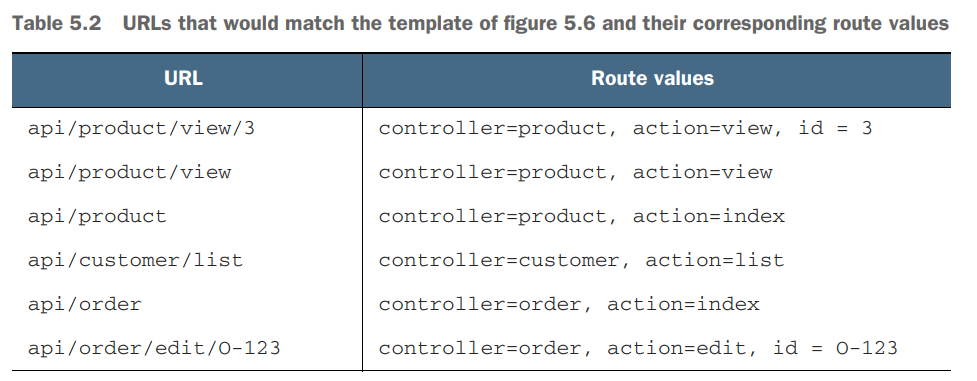 Table 5.2 URLs that would match the template of figure 5.6 and their corresponding route values
URL Route values
api/product/view/3 controller=product, action=view, id = 3
api/product/view controller=product, action=view
api/product controller=product, action=index
api/customer/list controller=customer, action=list
api/order controller=order, action=index
api/order/edit/O-123 controller=order, action=edit, id = O-123